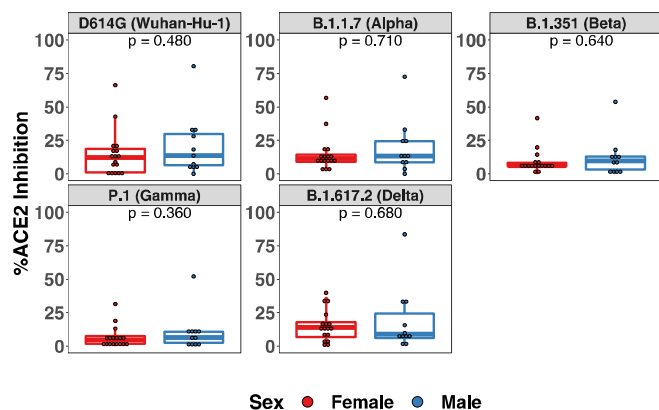 D614G (Wuhan-Hu-1)
p = 0.480
B.1.1.7 (Alpha)
p = 0.710
B.1.351 (Beta)
p = 0.640
100
75
50
25
0
100
75
50
25
0
100
75
50
25
0
P.1 (Gamma)
p = 0.360
B.1.617.2 (Delta)
p = 0.680
100
75
50
25
0
100
75
50
25
0
%ACE2 Inhibition
Sex Female Male